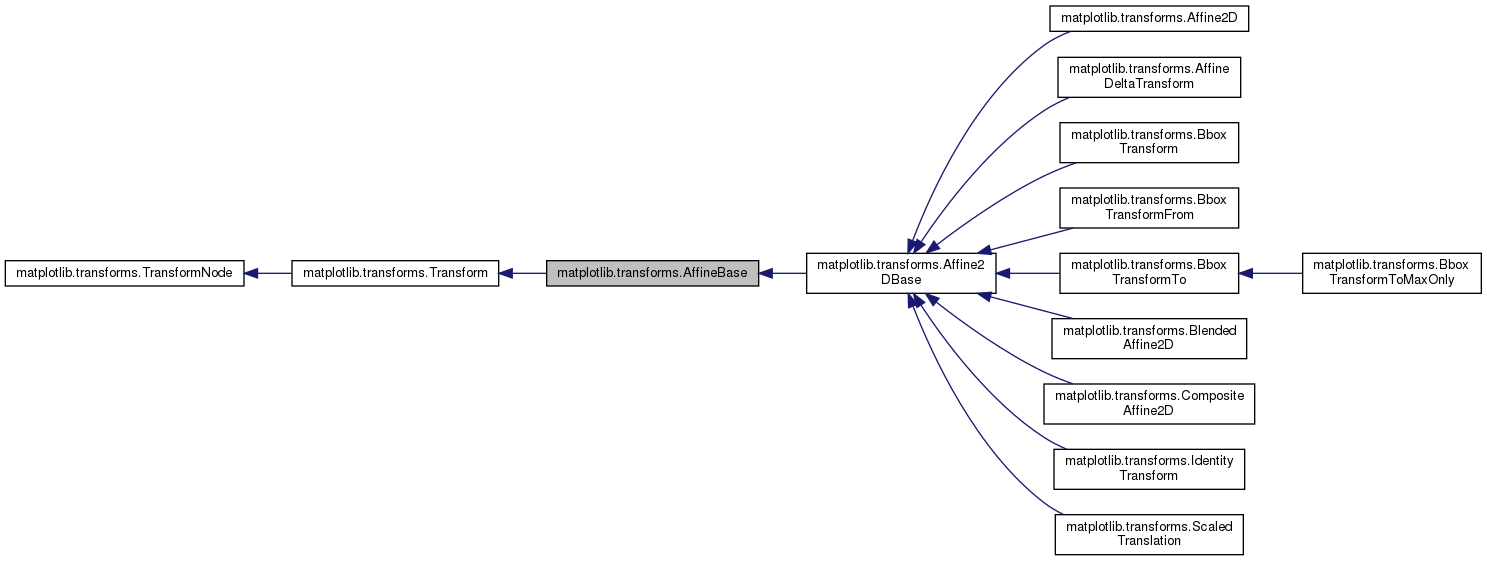 matplotlib.transforms.TransformNode
matplotlib.transforms.Transform
matplotlib.transforms.AffineBase
matplotlib.transforms.Affine2
DBase
matplotlib.transforms.Affine2D
matplotlib.transforms.Affine
DeltaTransform
matplotlib.transforms.Bbox
Transform
matplotlib.transforms.Bbox
TransformFrom
matplotlib.transforms.Bbox
TransformTo
matplotlib.transforms.Bbox
TransformToMaxOnly
matplotlib.transforms.Blended
Affine2D
matplotlib.transforms.Composite
Affine2D
matplotlib.transforms.Identity
Transform
matplotlib.transforms.Scaled
Translation